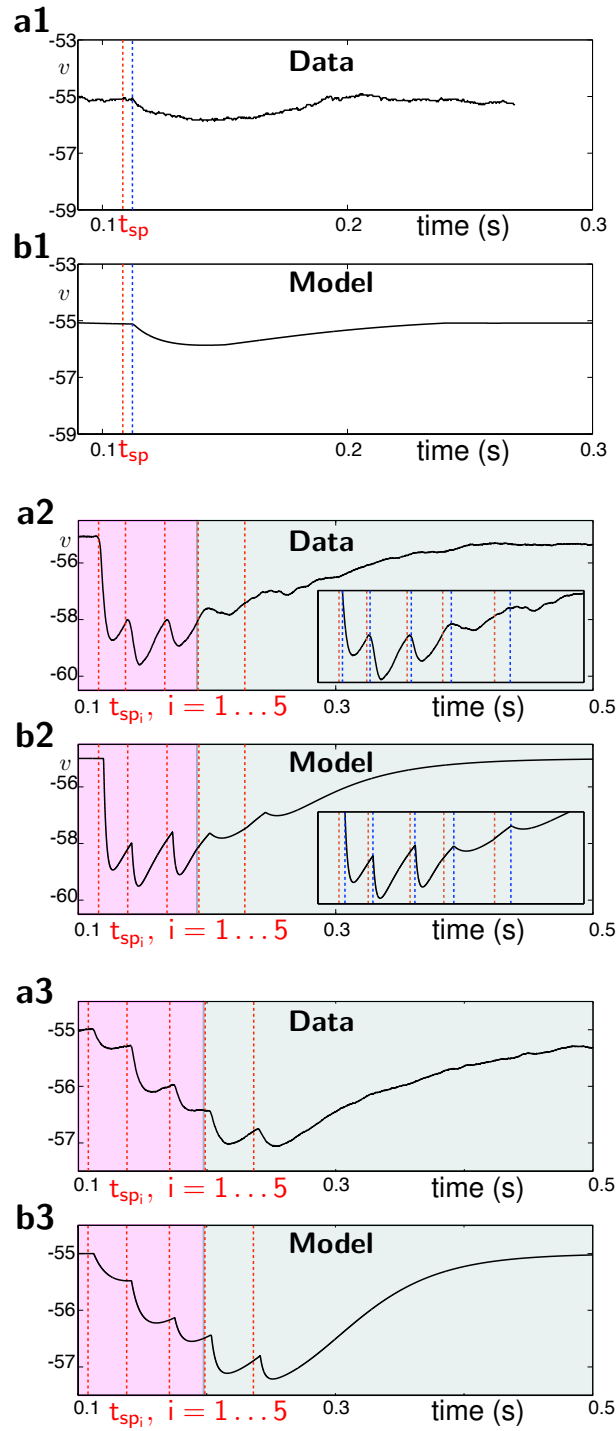 a1
-53
v
Data
-55
-57
-59
0.1
t_sp
0.2
time (s)
0.3
b1
-53
v
Model
-55
-57
-59
0.1
t_sp
0.2
time (s)
0.3
a2
v
Data
-56
-58
-60
0.1
t_sp_i, i = 1 … 5
0.3
time (s)
0.5
b2
v
Model
-56
-58
-60
0.1
t_sp_i, i = 1 … 5
0.3
time (s)
0.5
a3
Data
-55
-56
-57
0.1
t_sp_i, i = 1 … 5
0.3
time (s)
0.5
b3
Model
-55
-56
-57
0.1
t_sp_i, i = 1 … 5
0.3
time (s)
0.5